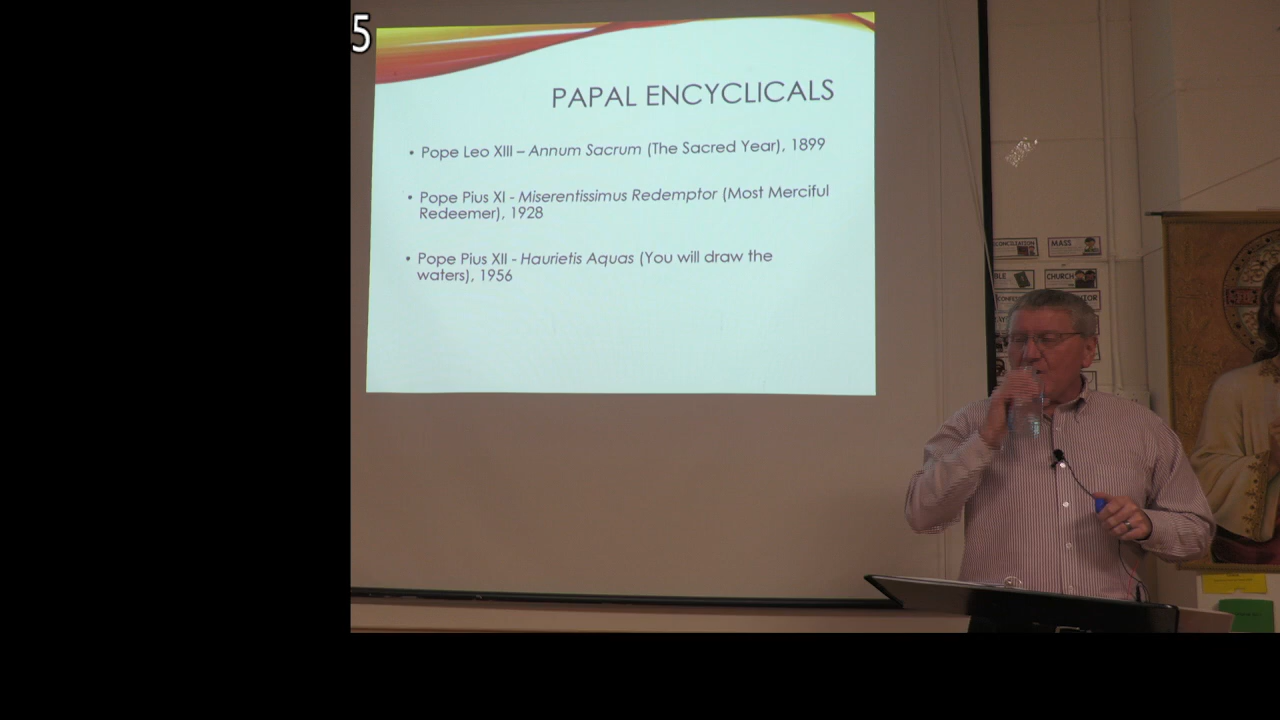 5
PAPAL ENCYCLICALS
• Pope Leo XIII – Annum Sacrum (The Sacred Year), 1899
• Pope Pius XI - Miserentissimus Redemptor (Most Merciful
Redeemer), 1928
• Pope Pius XII - Haurietis Aquas (You will draw the
waters), 1956
MASS
CHURCH